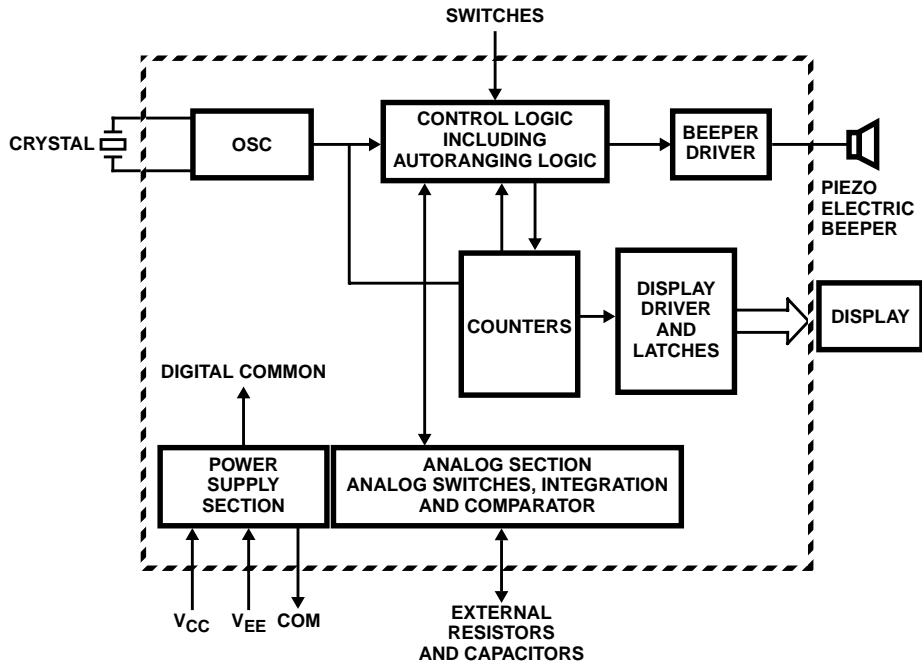 SWITCHES
CRYSTAL
OSC
CONTROL LOGIC
INCLUDING
AUTORANGING LOGIC
BEEPER
DRIVER
PIEZO
ELECTRIC
BEEPER
COUNTERS
DISPLAY
DRIVER
AND
LATCHES
DISPLAY
DIGITAL COMMON
POWER
SUPPLY
SECTION
ANALOG SECTION
ANALOG SWITCHES, INTEGRATION
AND COMPARATOR
VCC
VEE
COM
EXTERNAL
RESISTORS
AND CAPACITORS